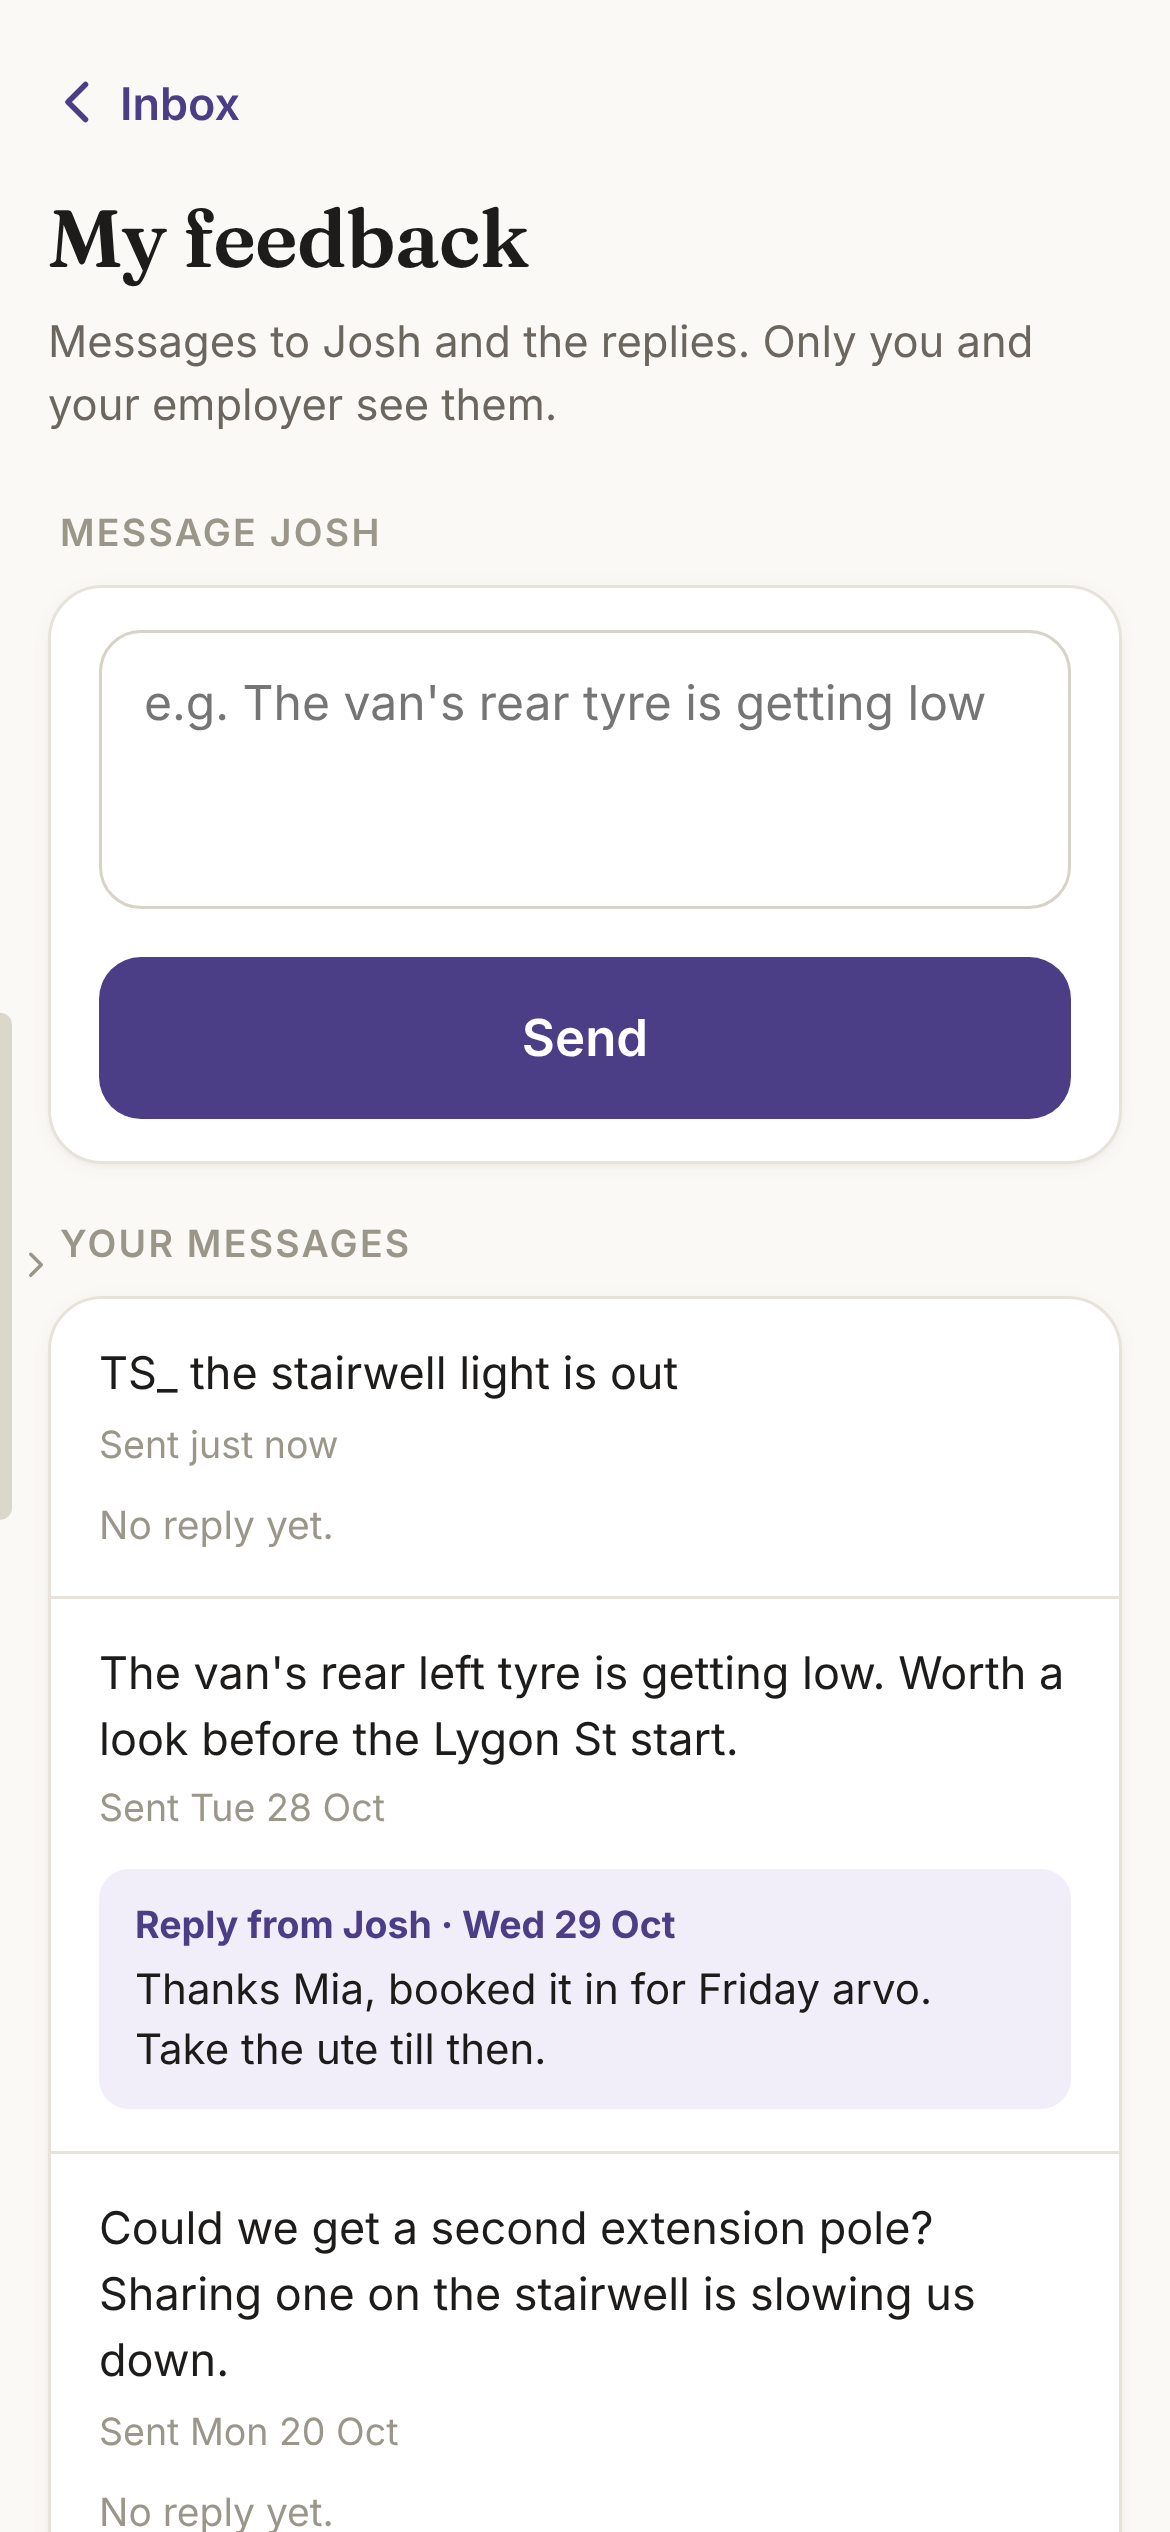 Inbox
My feedback
Messages to Josh and the replies. Only you and
your employer see them.
MESSAGE JOSH
e.g. The van's rear tyre is getting low
Send
YOUR MESSAGES
TS_ the stairwell light is out
Sent just now
No reply yet.
The van's rear left tyre is getting low. Worth a
look before the Lygon St start.
Sent Tue 28 Oct
Reply from Josh · Wed 29 Oct
Thanks Mia, booked it in for Friday arvo.
Take the ute till then.
Could we get a second extension pole?
Sharing one on the stairwell is slowing us
down.
Sent Mon 20 Oct
No reply yet.